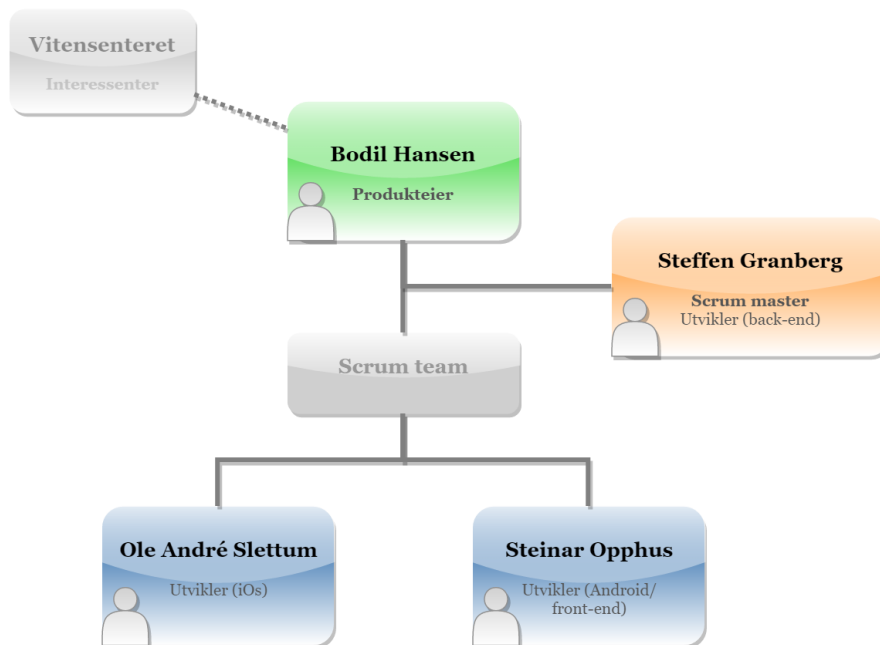 Vitensenteret
Interessenter
Bodil Hansen
Produkteier
Steffen Granberg
Scrum master
Utvikler (back-end)
Scrum team
Ole André Slettum
Utvikler (iOs)
Steinar Opphus
Utvikler (Android/
front-end)